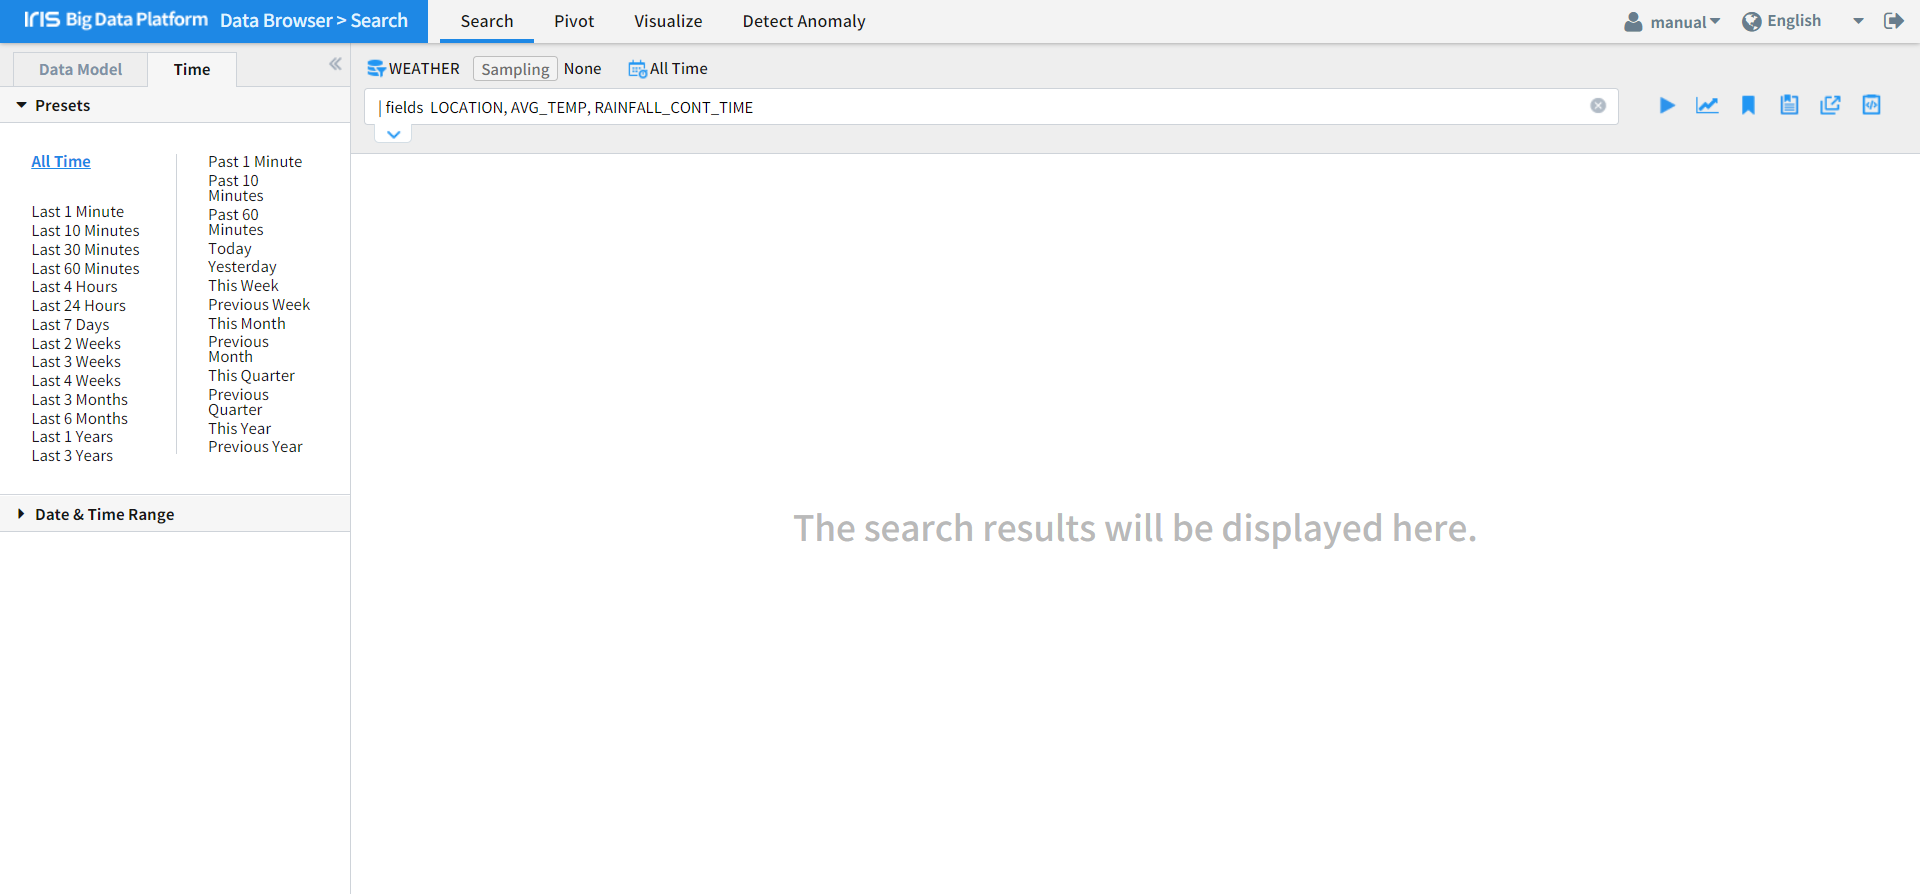 IRIS Big Data Platform Data Browser > Search
Search Pivot Visualize Detect Anomaly
manual English
Data Model Time
Presets
All Time
Last 1 Minute
Last 10 Minutes
Last 30 Minutes
Last 60 Minutes
Last 4 Hours
Last 24 Hours
Last 7 Days
Last 2 Weeks
Last 3 Weeks
Last 4 Weeks
Last 3 Months
Last 6 Months
Last 1 Years
Last 3 Years
Past 1 Minute
Past 10
Minutes
Past 60
Minutes
Today
Yesterday
This Week
Previous Week
This Month
Previous
Month
This Quarter
Previous
Quarter
This Year
Previous Year
Date & Time Range
WEATHER Sampling None All Time
| fields LOCATION, AVG_TEMP, RAINFALL_CONT_TIME
The search results will be displayed here.